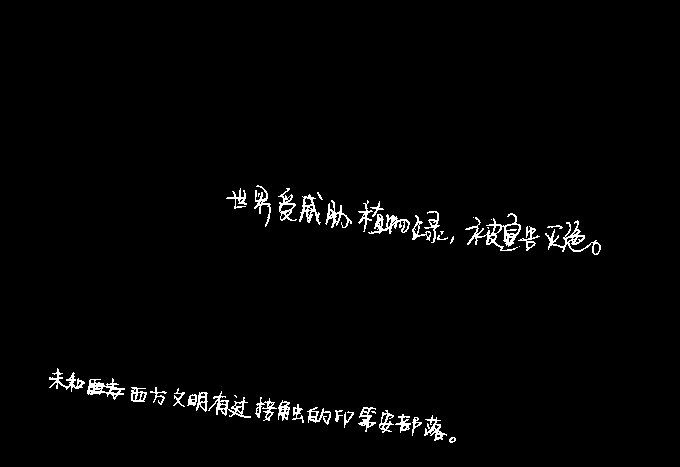 世界受威胁植物录，被宣告灭绝。
未和西方文明有过接触的印第安部落。